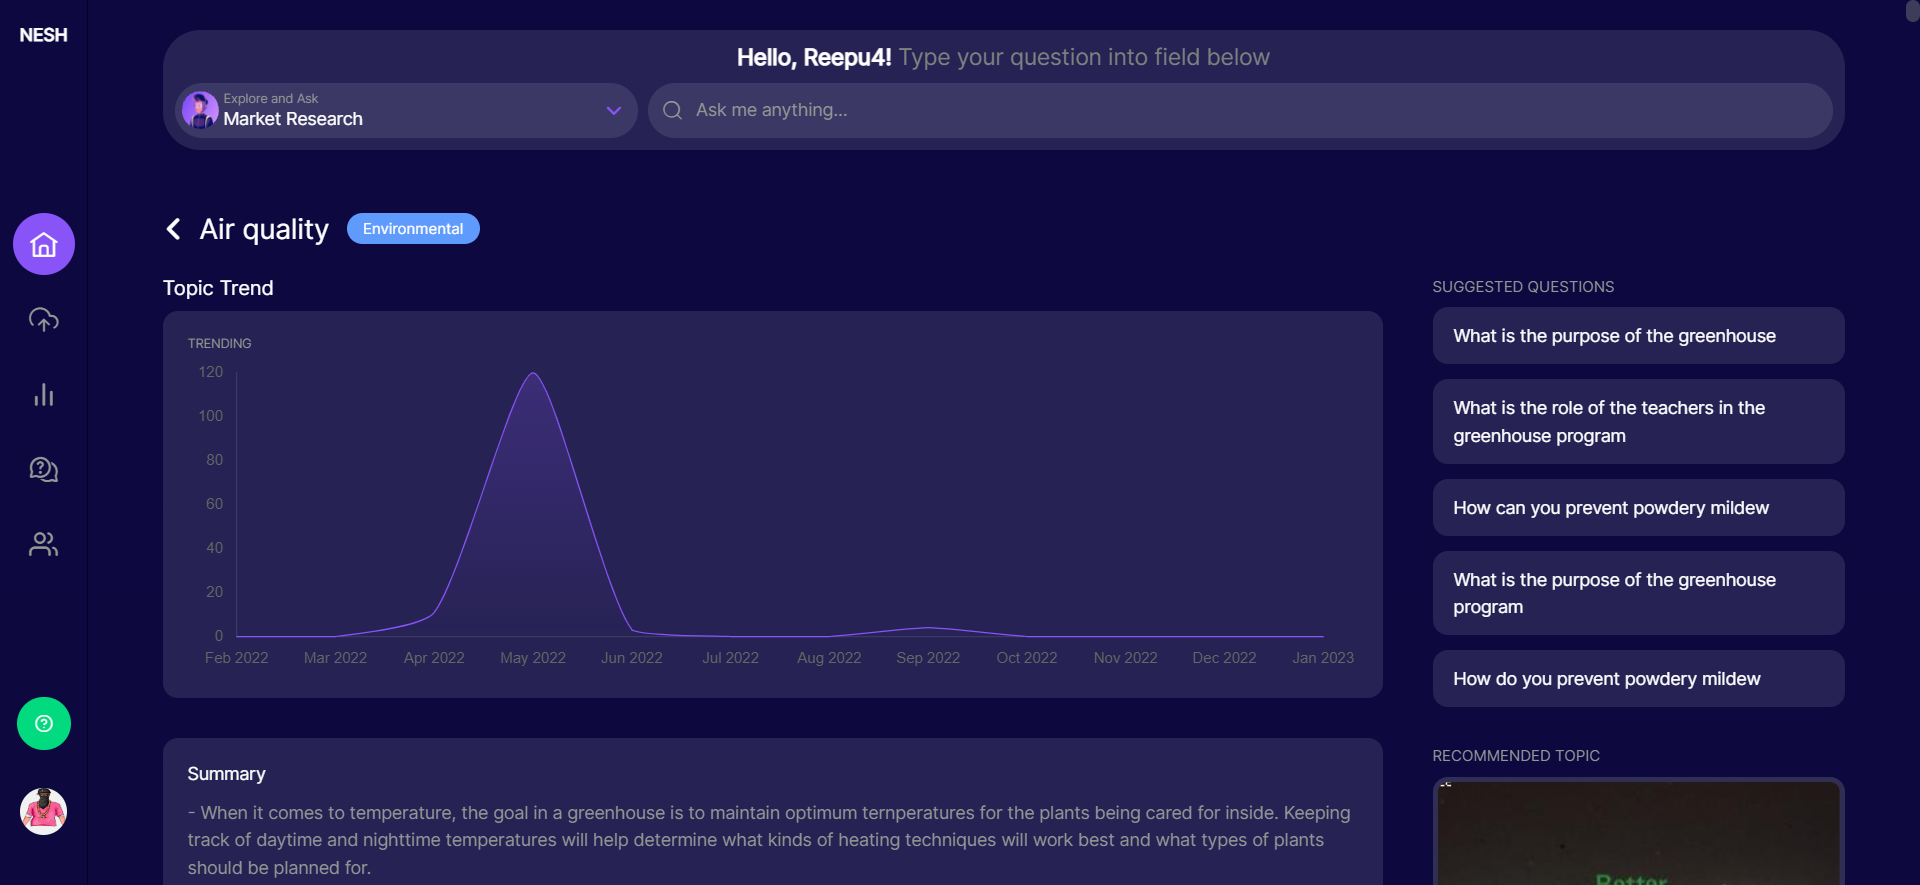 NESH
Hello, Reepu4! Type your question into field below
Explore and Ask
Market Research
Ask me anything...
Air quality
Environmental
Topic Trend
TRENDING
120
100
80
60
40
20
0
Feb 2022
Mar 2022
Apr 2022
May 2022
Jun 2022
Jul 2022
Aug 2022
Sep 2022
Oct 2022
Nov 2022
Dec 2022
Jan 2023
Summary
- When it comes to temperature, the goal in a greenhouse is to maintain optimum ternperatures for the plants being cared for inside. Keeping
track of daytime and nighttime temperatures will help determine what kinds of heating techniques will work best and what types of plants
should be planned for.
SUGGESTED QUESTIONS
What is the purpose of the greenhouse
What is the role of the teachers in the
greenhouse program
How can you prevent powdery mildew
What is the purpose of the greenhouse
program
How do you prevent powdery mildew
RECOMMENDED TOPIC
Better